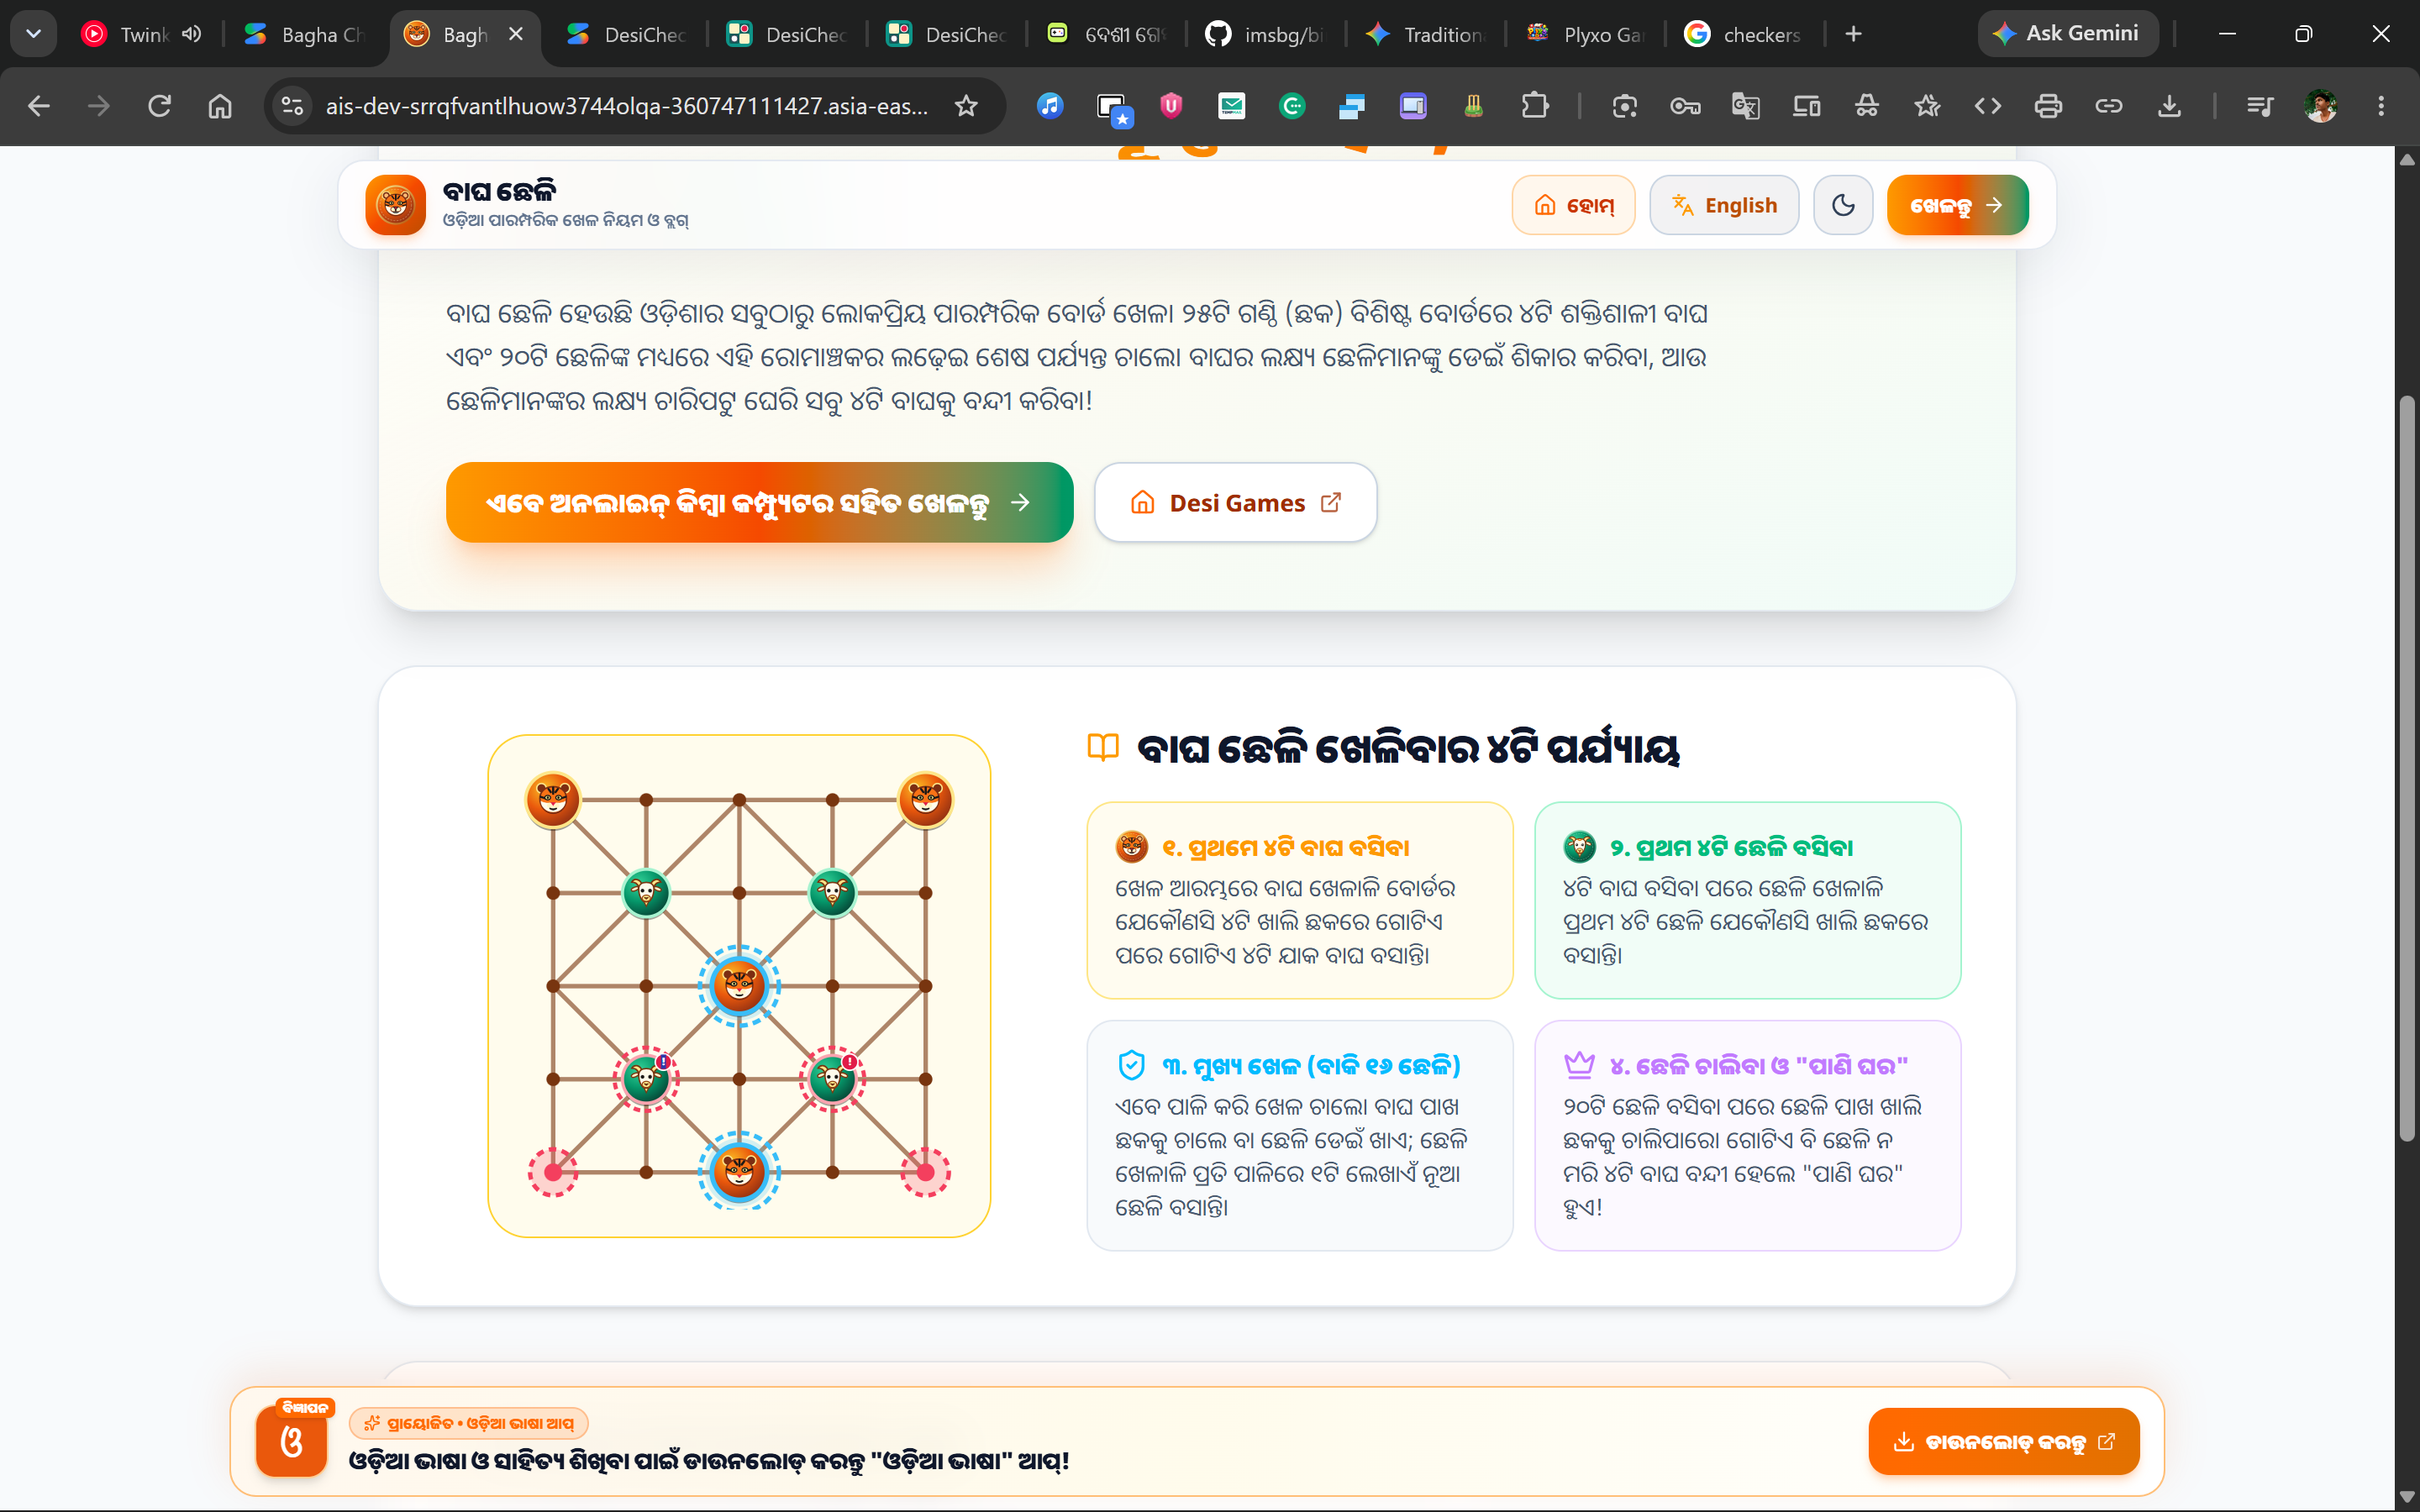 Twink
Bagha Ch
Bagh
DesiChec
DesiChec
DesiChec
ଦେଶୀ ଗେ
imsbg/bi
Tradition
Plyxo Ga
checkers
Ask Gemini
ais-dev-srrqfvantlhuow3744olqa-360747111427.asia-eas...
ବାଘ ଛେଳି
ଓଡ଼ିଆ ପାରମ୍ପରିକ ଖେଳ ନିୟମ ଓ ବ୍ଲଗ୍
ହୋମ୍
English
ଖେଳନ୍ତୁ
ବାଘ ଛେଳି ହେଉଛି ଓଡ଼ିଶାର ସବୁଠାରୁ ଲୋକପ୍ରିୟ ପାରମ୍ପରିକ ବୋର୍ଡ ଖେଳ। ୨୫ଟି ଗଣ୍ଠି (ଛକ) ବିଶିଷ୍ଟ ବୋର୍ଡରେ ୪ଟି ଶକ୍ତିଶାଳୀ ବାଘ
ଏବଂ ୨୦ଟି ଛେଳିଙ୍କ ମଧ୍ୟରେ ଏହି ରୋମାଞ୍ଚକର ଲଢ଼େଇ ଶେଷ ପର୍ଯ୍ୟନ୍ତ ଚାଲେ। ବାଘର ଲକ୍ଷ୍ୟ ଛେଳିମାନଙ୍କୁ ଡେଇଁ ଶିକାର କରିବା, ଆଉ
ଛେଳିମାନଙ୍କର ଲକ୍ଷ୍ୟ ଚାରିପଟୁ ଘେରି ସବୁ ୪ଟି ବାଘକୁ ବନ୍ଦୀ କରିବା!
ଏବେ ଅନଲାଇନ୍ କିମ୍ବା କମ୍ପ୍ୟୁଟର ସହିତ ଖେଳନ୍ତୁ
Desi Games
ବାଘ ଛେଳି ଖେଳିବାର ୪ଟି ପର୍ଯ୍ୟାୟ
୧. ପ୍ରଥମେ ୪ଟି ବାଘ ବସିବା
ଖେଳ ଆରମ୍ଭରେ ବାଘ ଖେଳାଳି ବୋର୍ଡର
ଯେକୌଣସି ୪ଟି ଖାଲି ଛକରେ ଗୋଟିଏ
ପରେ ଗୋଟିଏ ୪ଟି ଯାକ ବାଘ ବସାନ୍ତି।
୨. ପ୍ରଥମ ୪ଟି ଛେଳି ବସିବା
୪ଟି ବାଘ ବସିବା ପରେ ଛେଳି ଖେଳାଳି
ପ୍ରଥମ ୪ଟି ଛେଳି ଯେକୌଣସି ଖାଲି ଛକରେ
ବସାନ୍ତି।
୩. ମୁଖ୍ୟ ଖେଳ (ବାକି ୧୬ ଛେଳି)
ଏବେ ପାଳି କରି ଖେଳ ଚାଲେ। ବାଘ ପାଖ
ଛକକୁ ଚାଲେ ବା ଛେଳି ଡେଇଁ ଖାଏ; ଛେଳି
ଖେଳାଳି ପ୍ରତି ପାଳିରେ ୧ଟି ଲେଖାଏଁ ନୂଆ
ଛେଳି ବସାନ୍ତି।
୪. ଛେଳି ଚାଲିବା ଓ "ପାଣି ଘର"
୨୦ଟି ଛେଳି ବସିବା ପରେ ଛେଳି ପାଖ ଖାଲି
ଛକକୁ ଚାଲିପାରେ। ଗୋଟିଏ ବି ଛେଳି ନ
ମରି ୪ଟି ବାଘ ବନ୍ଦୀ ହେଲେ "ପାଣି ଘର"
ହୁଏ!
ବିଜ୍ଞାପନ
ଓ
ପ୍ରାୟୋଜିତ • ଓଡ଼ିଆ ଭାଷା ଆପ୍
ଓଡ଼ିଆ ଭାଷା ଓ ସାହିତ୍ୟ ଶିଖିବା ପାଇଁ ଡାଉନଲୋଡ୍ କରନ୍ତୁ "ଓଡ଼ିଆ ଭାଷା" ଆପ୍!
ଡାଉନଲୋଡ୍ କରନ୍ତୁ